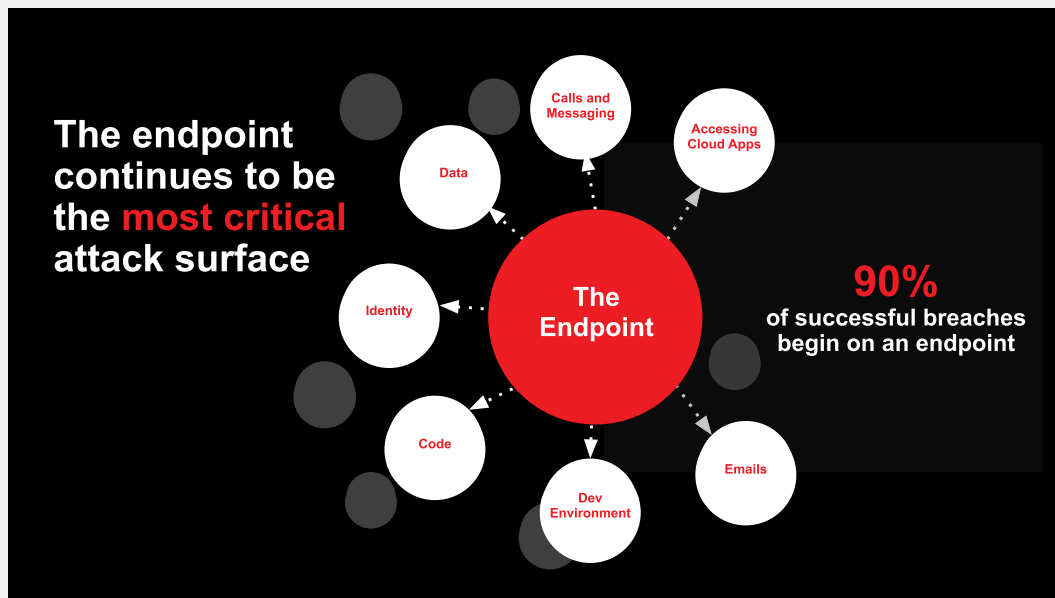 The endpoint
continues to be
the most critical
attack surface
Calls and
Messaging
Accessing
Cloud Apps
Data
Identity
The
Endpoint
90%
of successful breaches
begin on an endpoint
Code
Emails
Dev
Environment